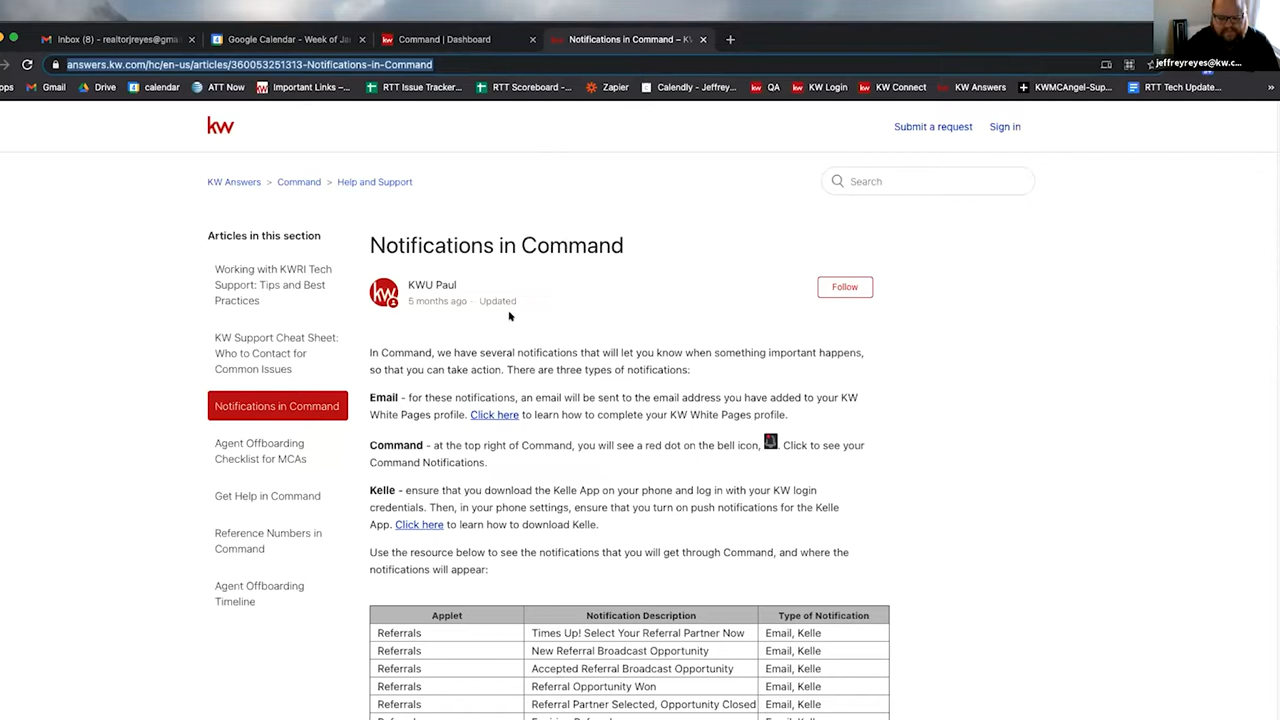 Inbox (8) - realtorjreyes@gma
Google Calendar - Week of Ja
Command | Dashboard
Notifications in Command – K
answers.kw.com/hc/en-us/articles/360053251313-Notifications-in-Command
jeffreyreyes@kw.c...
pps
Gmail
Drive
calendar
ATT Now
Important Links –...
RTT Issue Tracker...
RTT Scoreboard -...
Zapier
Calendly - Jeffrey...
QA
KW Login
KW Connect
KW Answers
KWMCAngel-Sup...
RTT Tech Update...
kw
Submit a request
Sign in
KW Answers > Command > Help and Support
Search
Articles in this section
Working with KWRI Tech
Support: Tips and Best
Practices
KW Support Cheat Sheet:
Who to Contact for
Common Issues
Notifications in Command
Agent Offboarding
Checklist for MCAs
Get Help in Command
Reference Numbers in
Command
Agent Offboarding
Timeline
Notifications in Command
kw
KWU Paul
5 months ago · Updated
Follow
In Command, we have several notifications that will let you know when something important happens,
so that you can take action. There are three types of notifications:
Email - for these notifications, an email will be sent to the email address you have added to your KW
White Pages profile. Click here to learn how to complete your KW White Pages profile.
Command - at the top right of Command, you will see a red dot on the bell icon, . Click to see your
Command Notifications.
Kelle - ensure that you download the Kelle App on your phone and log in with your KW login
credentials. Then, in your phone settings, ensure that you turn on push notifications for the Kelle
App. Click here to learn how to download Kelle.
Use the resource below to see the notifications that you will get through Command, and where the
notifications will appear:
Applet Notification Description Type of Notification
Referrals Times Up! Select Your Referral Partner Now Email, Kelle
Referrals New Referral Broadcast Opportunity Email, Kelle
Referrals Accepted Referral Broadcast Opportunity Email, Kelle
Referrals Referral Opportunity Won Email, Kelle
Referrals Referral Partner Selected, Opportunity Closed Email, Kelle